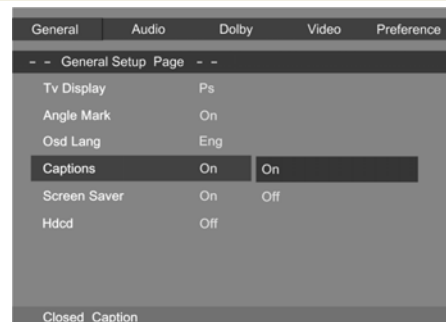 General Audio Dolby Video Preference
- - General Setup Page - -
Tv Display Ps
Angle Mark On
Osd Lang Eng
Captions On On
Screen Saver On Off
Hdcd Off
Closed Caption